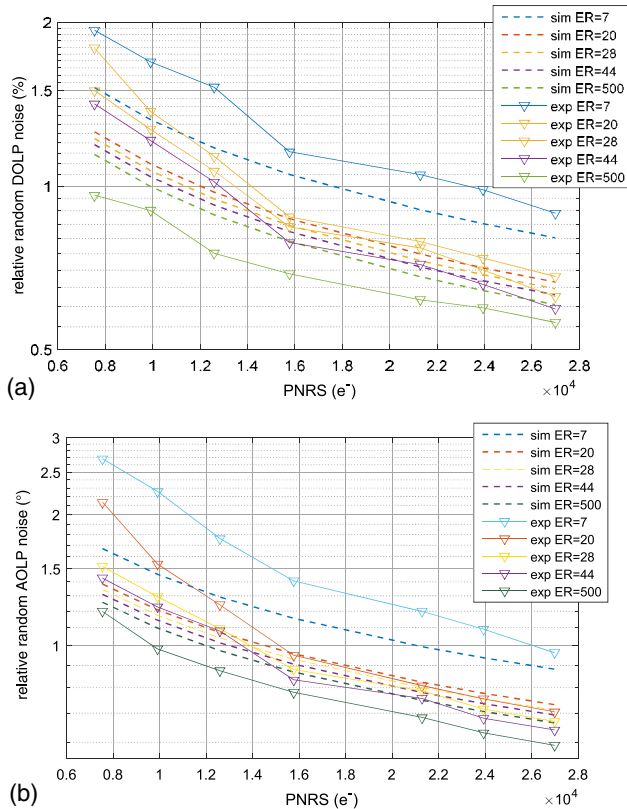 2
1.5
1
0.5
relative random DOLP noise (%)
sim ER=7
sim ER=20
sim ER=28
sim ER=44
sim ER=500
exp ER=7
exp ER=20
exp ER=28
exp ER=44
exp ER=500
0.6 0.8 1 1.2 1.4 1.6 1.8 2 2.2 2.4 2.6 2.8
PNRS (e⁻)
×10⁴
(a)
3
2.5
2
1.5
1
relative random AOLP noise (°)
sim ER=7
sim ER=20
sim ER=28
sim ER=44
sim ER=500
exp ER=7
exp ER=20
exp ER=28
exp ER=44
exp ER=500
0.6 0.8 1 1.2 1.4 1.6 1.8 2 2.2 2.4 2.6 2.8
PNRS (e⁻)
×10⁴
(b)